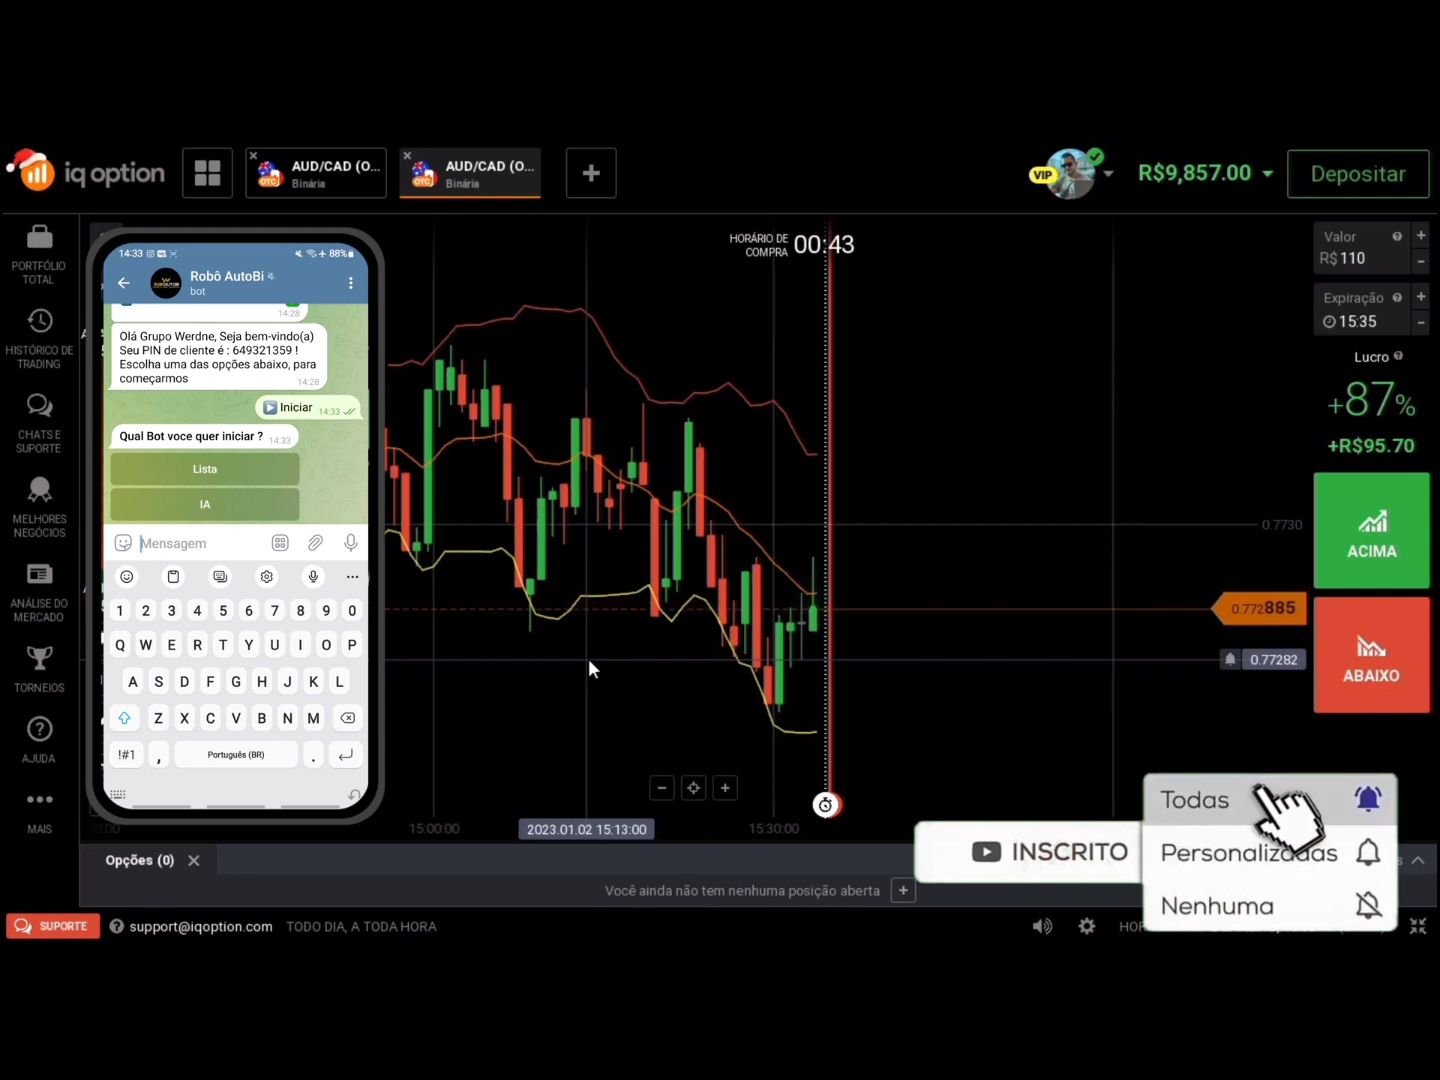 iq option
AUD/CAD (O...
Binária
AUD/CAD (O...
Binária
VIP
R$9,857.00
Depositar
PORTFÓLIO
TOTAL
HISTÓRICO DE
TRADING
CHATS E
SUPORTE
MELHORES
NEGÓCIOS
ANÁLISE DO
MERCADO
TORNEIOS
AJUDA
MAIS
14:33
88%
Robô AutoBi
bot
14:28
Olá Grupo Werdne, Seja bem-vindo(a)
Seu PIN de cliente é : 649321359 !
Escolha uma das opções abaixo, para
começarmos
14:28
Iniciar 14:33
Qual Bot voce quer iniciar ? 14:33
Lista
IA
Mensagem
1 2 3 4 5 6 7 8 9 0
Q W E R T Y U I O P
A S D F G H J K L
Z X C V B N M
!#1 , Português (BR) .
HORÁRIO DE
COMPRA 00:43
Valor
R$ 110
Expiração
15:35
Lucro
+87%
+R$95.70
ACIMA
ABAIXO
0.7730
0.772885
0.77282
15:00:00
2023.01.02 15:13:00
15:30:00
Opções (0)
Você ainda não tem nenhuma posição aberta
INSCRITO
Todas
Personalizadas
Nenhuma
SUPORTE
support@iqoption.com
TODO DIA, A TODA HORA